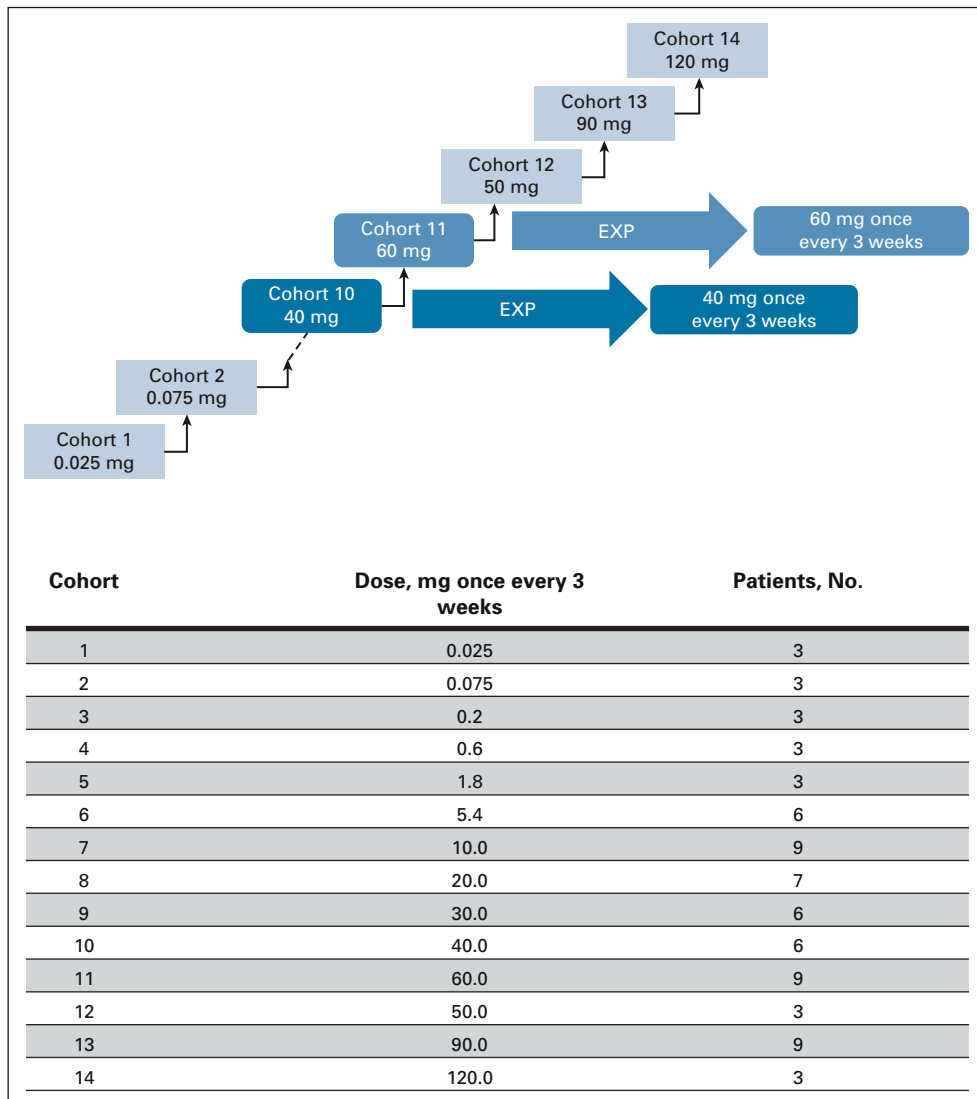 Cohort 14
120 mg
Cohort 13
90 mg
Cohort 12
50 mg
Cohort 11
60 mg
EXP
60 mg once
every 3 weeks
Cohort 10
40 mg
EXP
40 mg once
every 3 weeks
Cohort 2
0.075 mg
Cohort 1
0.025 mg
Cohort Dose, mg once every 3 Patients, No.
weeks
1 0.025 3
2 0.075 3
3 0.2 3
4 0.6 3
5 1.8 3
6 5.4 6
7 10.0 9
8 20.0 7
9 30.0 6
10 40.0 6
11 60.0 9
12 50.0 3
13 90.0 9
14 120.0 3